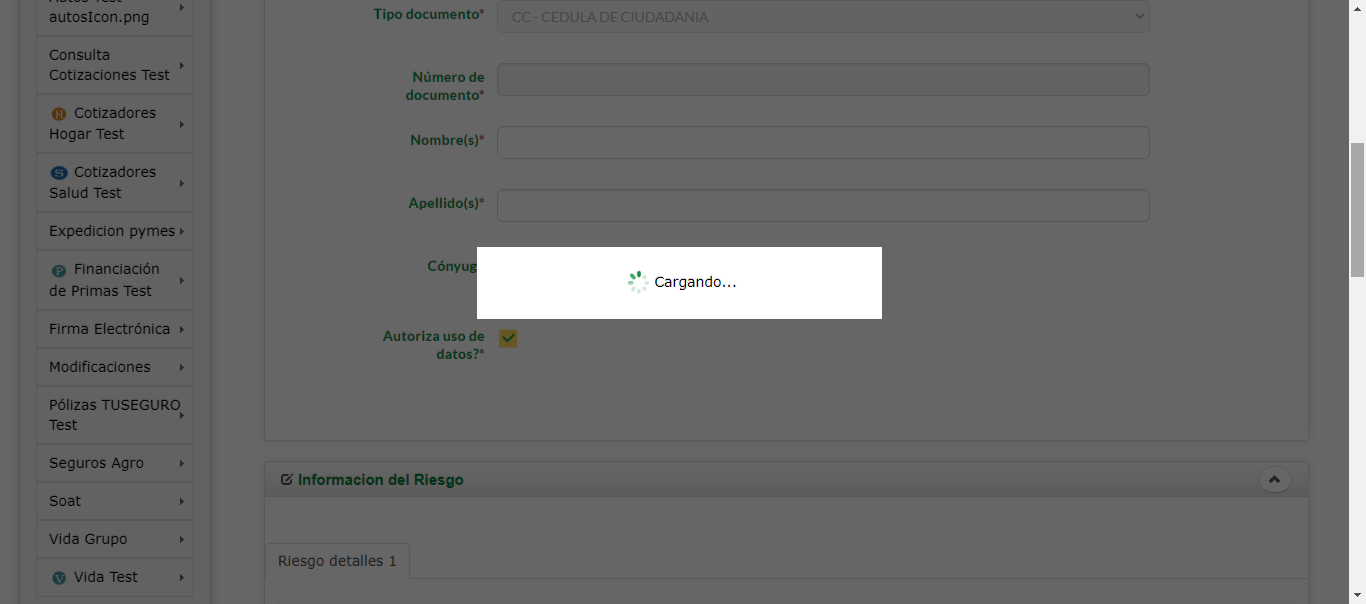 Autos Test
autosIcon.png
Consulta
Cotizaciones Test
H Cotizadores
Hogar Test
S Cotizadores
Salud Test
Expedicion pymes
P Financiación
de Primas Test
Firma Electrónica
Modificaciones
Pólizas TUSEGURO
Test
Seguros Agro
Soat
Vida Grupo
V Vida Test
Tipo documento*
CC - CEDULA DE CIUDADANIA
Número de
documento*
Nombre(s)*
Apellido(s)*
Cónyug
Cargando...
Autoriza uso de
datos?*
Informacion del Riesgo
Riesgo detalles 1